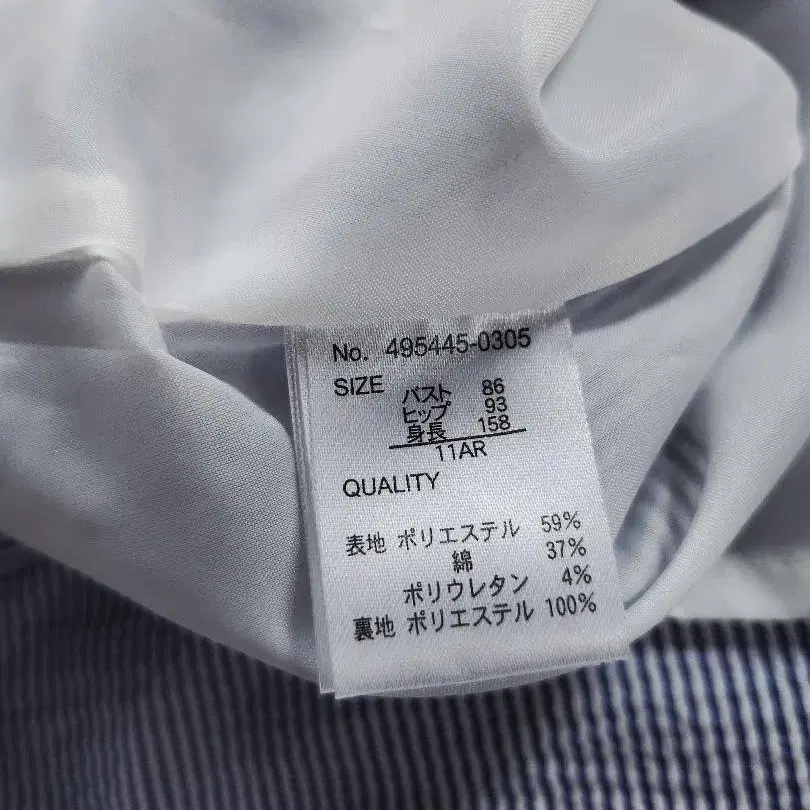 No. 495445-0305
SIZE
バスト 86
ヒップ 93
身長 158
11AR
QUALITY
表地 ポリエステル 59%
綿 37%
ポリウレタン 4%
裏地 ポリエステル 100%